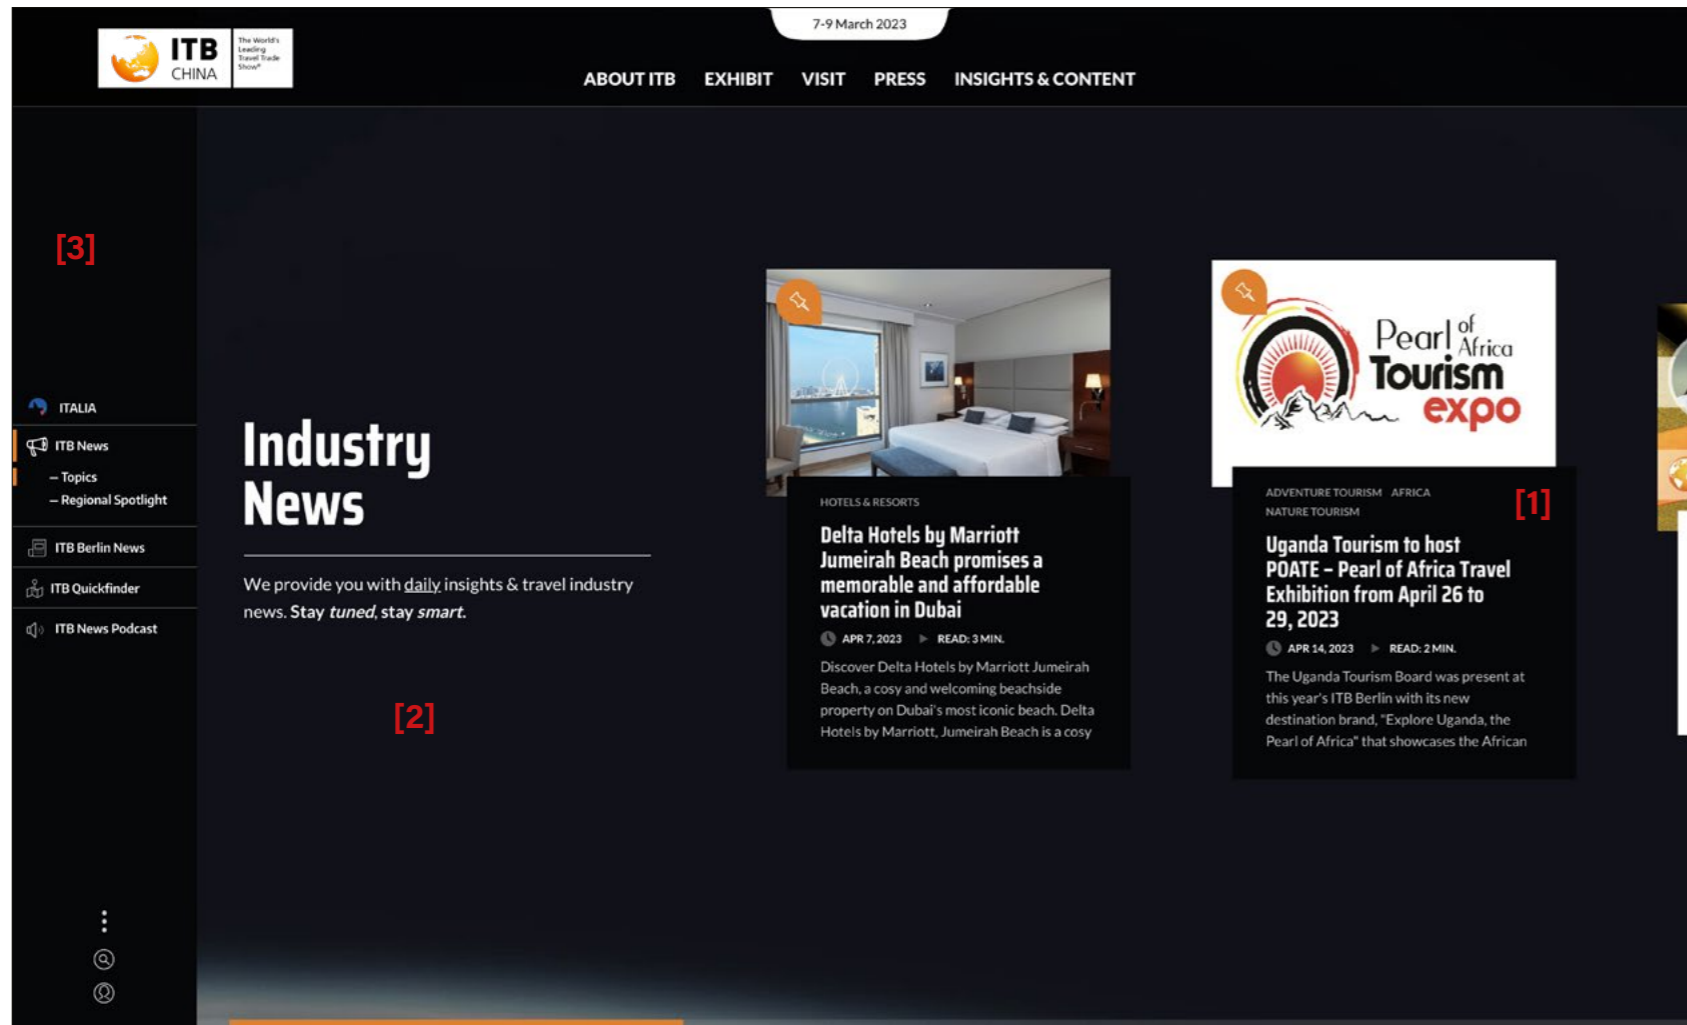 7-9 March 2023
ITB
CHINA
The World's
Leading
Travel Trade
Show®
ABOUT ITB EXHIBIT VISIT PRESS INSIGHTS & CONTENT
[3]
ITALIA
ITB News
– Topics
– Regional Spotlight
ITB Berlin News
ITB Quickfinder
ITB News Podcast
Industry
News
We provide you with daily insights & travel industry
news. Stay tuned, stay smart.
[2]
HOTELS & RESORTS
Delta Hotels by Marriott
Jumeirah Beach promises a
memorable and affordable
vacation in Dubai
APR 7, 2023 READ: 3 MIN.
Discover Delta Hotels by Marriott Jumeirah
Beach, a cosy and welcoming beachside
property on Dubai's most iconic beach. Delta
Hotels by Marriott, Jumeirah Beach is a cosy
Pearl of Africa
Tourism
expo
ADVENTURE TOURISM AFRICA
NATURE TOURISM
[1]
Uganda Tourism to host
POATE – Pearl of Africa Travel
Exhibition from April 26 to
29, 2023
APR 14, 2023 READ: 2 MIN.
The Uganda Tourism Board was present at
this year's ITB Berlin with its new
destination brand, "Explore Uganda, the
Pearl of Africa" that showcases the African